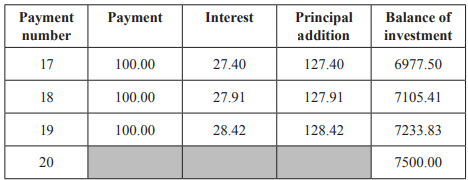 Payment number Payment Interest Principal addition Balance of investment
17 100.00 27.40 127.40 6977.50
18 100.00 27.91 127.91 7105.41
19 100.00 28.42 128.42 7233.83
20 7500.00